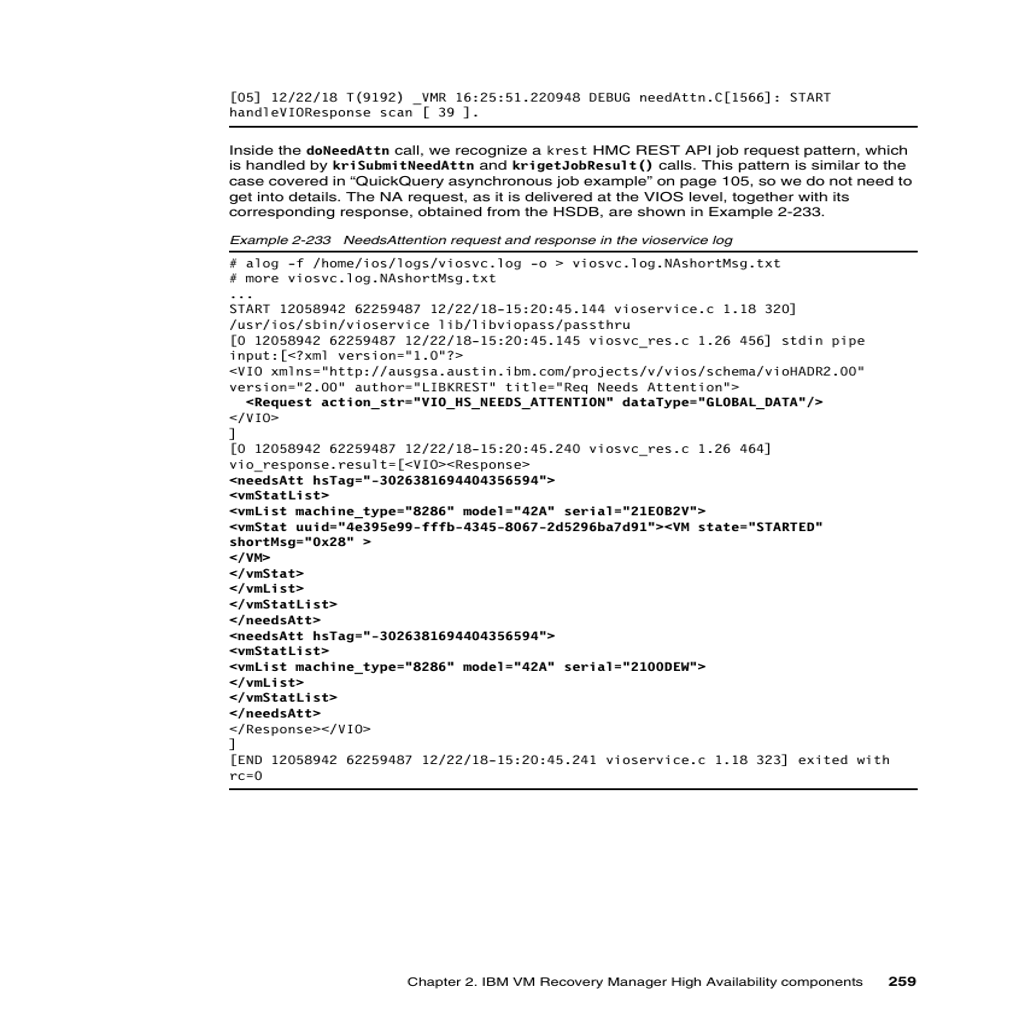 [05] 12/22/18 T(9192) _VMR 16:25:51.220948 DEBUG needAttn.C[1566]: START
handleVIOResponse scan [ 39 ].
Inside the doNeedAttn call, we recognize a krest HMC REST API job request pattern, which
is handled by kriSubmitNeedAttn and krigetJobResult() calls. This pattern is similar to the
case covered in “QuickQuery asynchronous job example” on page 105, so we do not need to
get into details. The NA request, as it is delivered at the VIOS level, together with its
corresponding response, obtained from the HSDB, are shown in Example 2-233.
Example 2-233 NeedsAttention request and response in the vioservice log
# alog -f /home/ios/logs/viosvc.log -o > viosvc.log.NAshortMsg.txt
# more viosvc.log.NAshortMsg.txt
...
START 12058942 62259487 12/22/18-15:20:45.144 vioservice.c 1.18 320]
/usr/ios/sbin/vioservice lib/libviopass/passthru
[0 12058942 62259487 12/22/18-15:20:45.145 viosvc_res.c 1.26 456] stdin pipe
input:[<?xml version="1.0"?>
<VIO xmlns="http://ausgsa.austin.ibm.com/projects/v/vios/schema/vioHADR2.00"
version="2.00" author="LIBKREST" title="Req Needs Attention">
<Request action_str="VIO_HS_NEEDS_ATTENTION" dataType="GLOBAL_DATA"/>
</VIO>
]
[0 12058942 62259487 12/22/18-15:20:45.240 viosvc_res.c 1.26 464]
vio_response.result=[<VIO><Response>
<needsAtt hsTag="-3026381694404356594">
<vmStatList>
<vmList machine_type="8286" model="42A" serial="21E0B2V">
<vmStat uuid="4e395e99-fffb-4345-8067-2d5296ba7d91"><VM state="STARTED"
shortMsg="0x28" >
</VM>
</vmStat>
</vmList>
</vmStatList>
</needsAtt>
<needsAtt hsTag="-3026381694404356594">
<vmStatList>
<vmList machine_type="8286" model="42A" serial="2100DEW">
</vmList>
</vmStatList>
</needsAtt>
</Response></VIO>
]
[END 12058942 62259487 12/22/18-15:20:45.241 vioservice.c 1.18 323] exited with
rc=0
Chapter 2. IBM VM Recovery Manager High Availability components 259